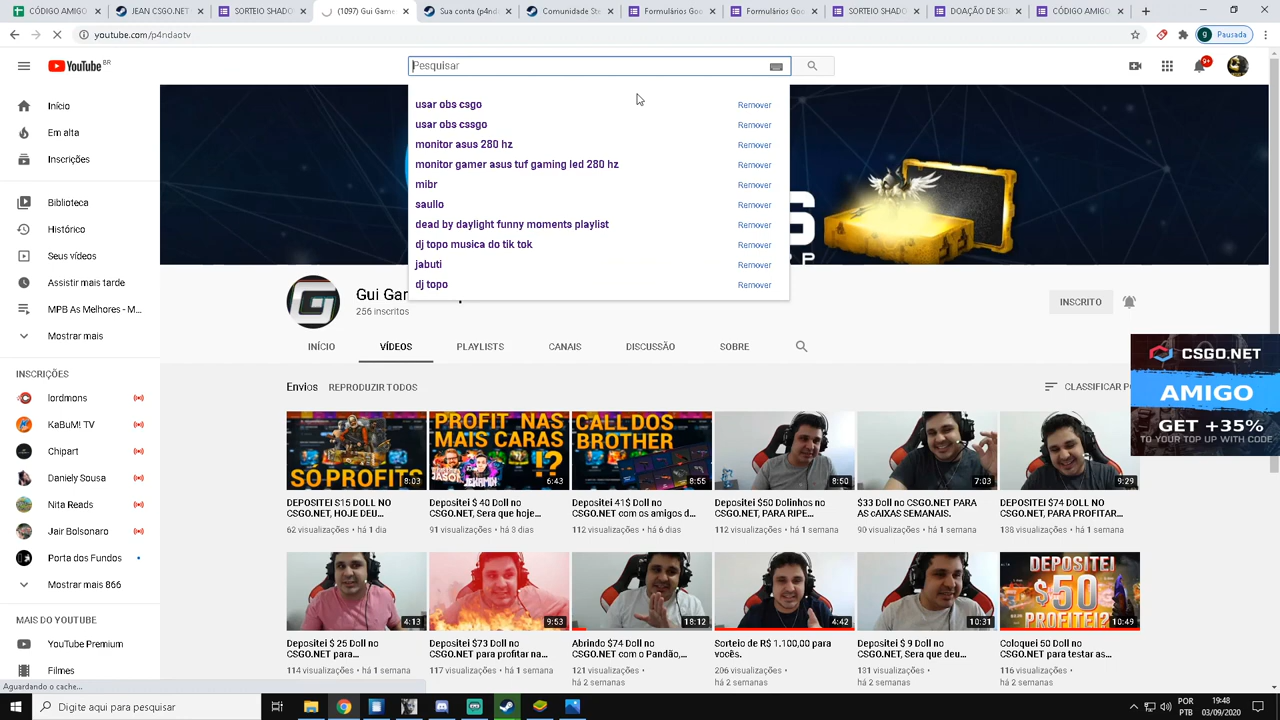 CÓDIGO AMIGO
JEAN CSGO.NET
SORTEIO SHADO
(1097) Gui Game
Sua conta (p4nd
Comunidade Ste
Formulários Goo
Formulários Goo
SORTEIO SHADO
DOAÇÃO DE SK
CÓDIGO AMIGO
youtube.com/p4ndaotv
g Pausada
YouTube BR
Pesquisar
9+
usar obs csgo Remover
usar obs cssgo Remover
monitor asus 280 hz Remover
monitor gamer asus tuf gaming led 280 hz Remover
mibr Remover
saullo Remover
dead by daylight funny moments playlist Remover
dj topo musica do tik tok Remover
jabuti Remover
dj topo Remover
Início
Em alta
Inscrições
Biblioteca
Histórico
Seus vídeos
Assistir mais tarde
MPB As Melhores - M...
Mostrar mais
INSCRIÇÕES
lordmons
KaBuM! TV
Chipart
Daniely Sousa
Nita Reads
Jair Bolsonaro
Porta dos Fundos
Mostrar mais 866
MAIS DO YOUTUBE
YouTube Premium
Filmes
Gui Gam
256 inscritos
INSCRITO
INÍCIO VÍDEOS PLAYLISTS CANAIS DISCUSSÃO SOBRE
Envios REPRODUZIR TODOS
CLASSIFICAR PO
CSGO.NET
AMIGO
GET +35%
TO YOUR TOP UP WITH CODE
SÓ PROFITS
8:03
DEPOSITEI $15 DOLL NO
CSGO.NET, HOJE DEU...
62 visualizações • há 1 dia
PROFIT NAS
MAIS CARAS
!?
6:43
Depositei $ 40 Doll no
CSGO.NET, Sera que hoje...
91 visualizações • há 3 dias
CALL DOS
BROTHER
8:55
Depositei 41$ Doll no
CSGO.NET com os amigos d...
112 visualizações • há 6 dias
8:50
Depositei $50 Dolinhos no
CSGO.NET, PARA RIPE...
112 visualizações • há 1 semana
7:03
$33 Doll no CSGO.NET PARA
AS cAIXAS SEMANAIS.
90 visualizações • há 1 semana
9:29
DEPOSITEI $74 DOLL NO
CSGO.NET, PARA PROFITAR...
138 visualizações • há 1 semana
4:13
Depositei $ 26 Doll no
CSGO.NET para...
114 visualizações • há 1 semana
9:53
Depositei $73 Doll no
CSGO.NET para profitar na...
117 visualizações • há 1 semana
18:12
Abrindo $74 Doll no
CSGO.NET com o Pandão,...
121 visualizações •
há 2 semanas
4:42
Sorteio de R$ 1.100,00 para
vocês.
206 visualizações •
há 2 semanas
10:31
Depositei $ 9 Doll no
CSGO.NET, Sera que deu...
131 visualizações •
há 2 semanas
DEPOSITEI
$50
PROFITEI?
10:49
Coloquei 50 Doll no
CSGO.NET para testar as...
116 visualizações •
há 2 semanas
Aguardando o cache...
Digite aqui para pesquisar
POR
PTB
19:48
03/09/2020